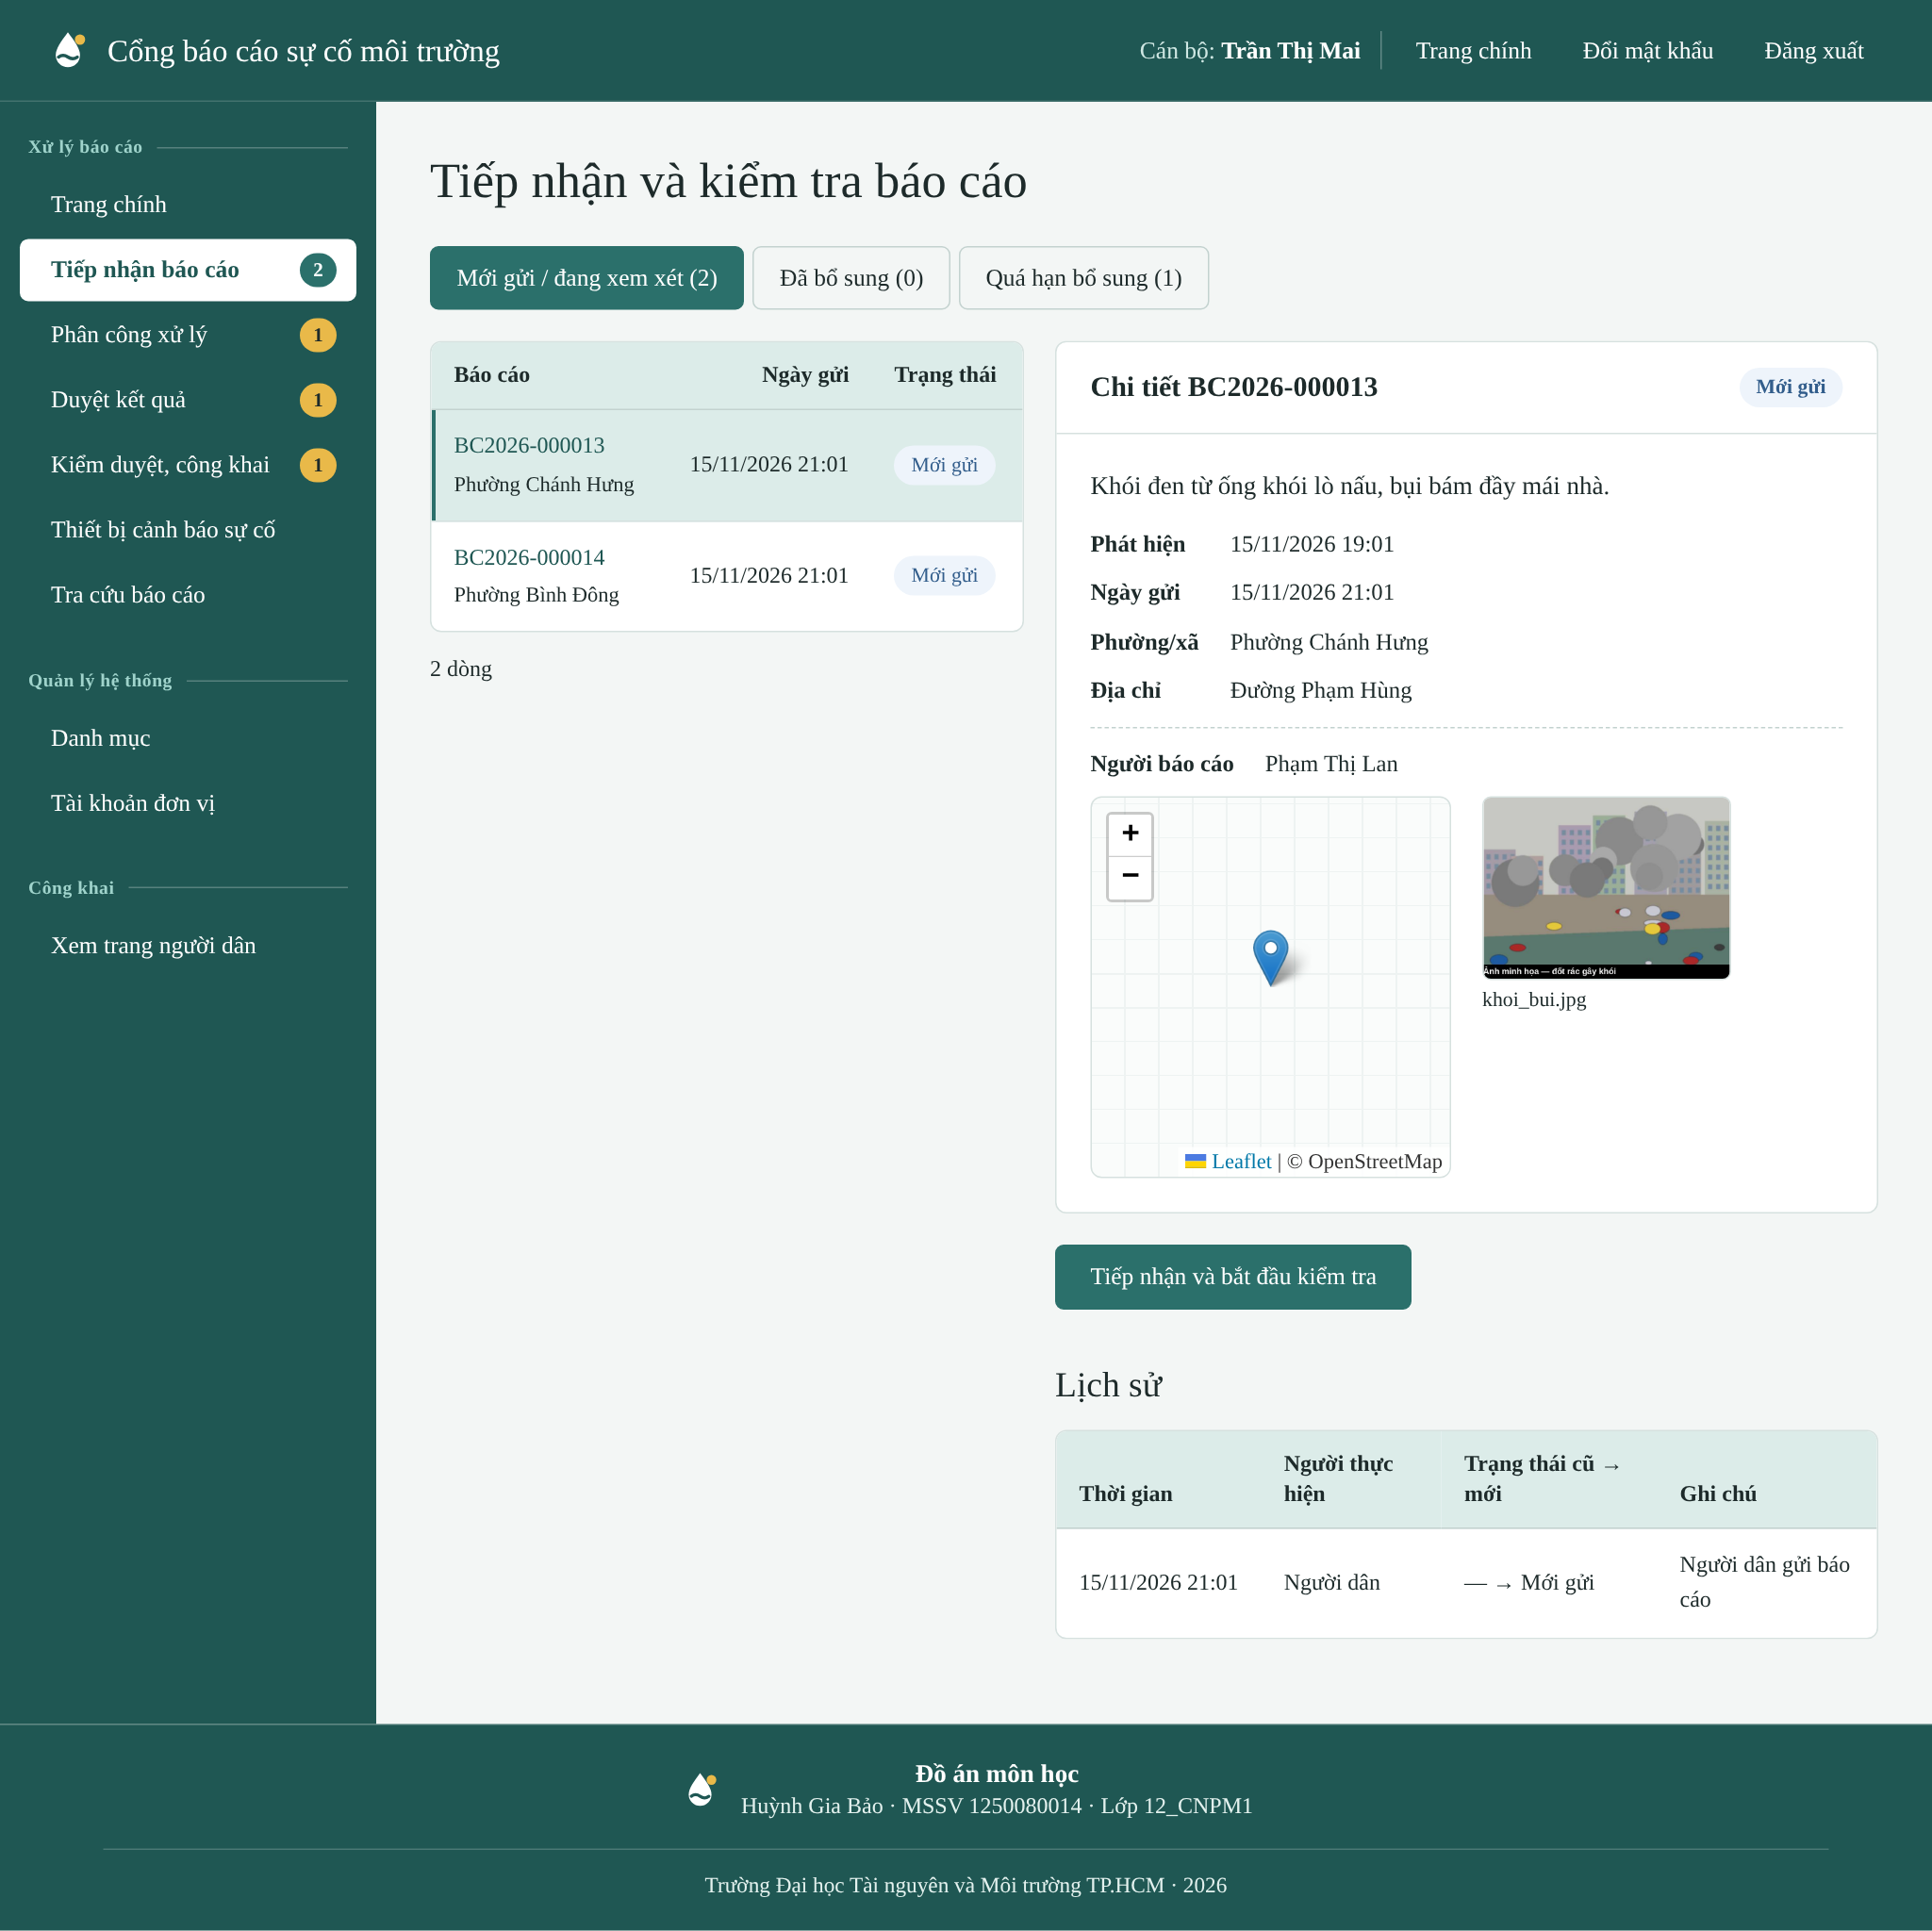 Cổng báo cáo sự cố môi trường
Cán bộ: Trần Thị Mai
Trang chính
Đổi mật khẩu
Đăng xuất
Xử lý báo cáo
Trang chính
Tiếp nhận báo cáo 2
Phân công xử lý 1
Duyệt kết quả 1
Kiểm duyệt, công khai 1
Thiết bị cảnh báo sự cố
Tra cứu báo cáo
Quản lý hệ thống
Danh mục
Tài khoản đơn vị
Công khai
Xem trang người dân
Tiếp nhận và kiểm tra báo cáo
Mới gửi / đang xem xét (2)
Đã bổ sung (0)
Quá hạn bổ sung (1)
Báo cáo Ngày gửi Trạng thái
BC2026-000013
Phường Chánh Hưng
15/11/2026 21:01
Mới gửi
BC2026-000014
Phường Bình Đông
15/11/2026 21:01
Mới gửi
2 dòng
Chi tiết BC2026-000013
Mới gửi
Khói đen từ ống khói lò nấu, bụi bám đầy mái nhà.
Phát hiện 15/11/2026 19:01
Ngày gửi 15/11/2026 21:01
Phường/xã Phường Chánh Hưng
Địa chỉ Đường Phạm Hùng
Người báo cáo Phạm Thị Lan
+
−
Leaflet | © OpenStreetMap
Ảnh minh họa — đốt rác gây khói
khoi_bui.jpg
Tiếp nhận và bắt đầu kiểm tra
Lịch sử
Thời gian
Người thực
hiện
Trạng thái cũ →
mới
Ghi chú
15/11/2026 21:01
Người dân
— → Mới gửi
Người dân gửi báo
cáo
Đồ án môn học
Huỳnh Gia Bảo · MSSV 1250080014 · Lớp 12_CNPM1
Trường Đại học Tài nguyên và Môi trường TP.HCM · 2026